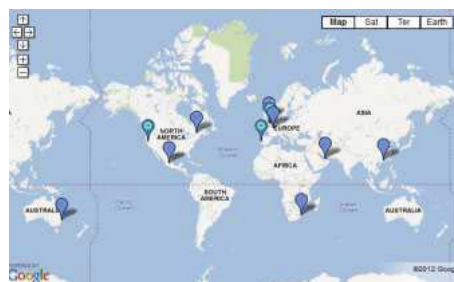 Map Sat Ter Earth
NORTH
AMERICA
EUROPE
ASIA
AFRICA
SOUTH
AMERICA
AUSTRALIA
AUSTRALIA
Google
©2012 Goog